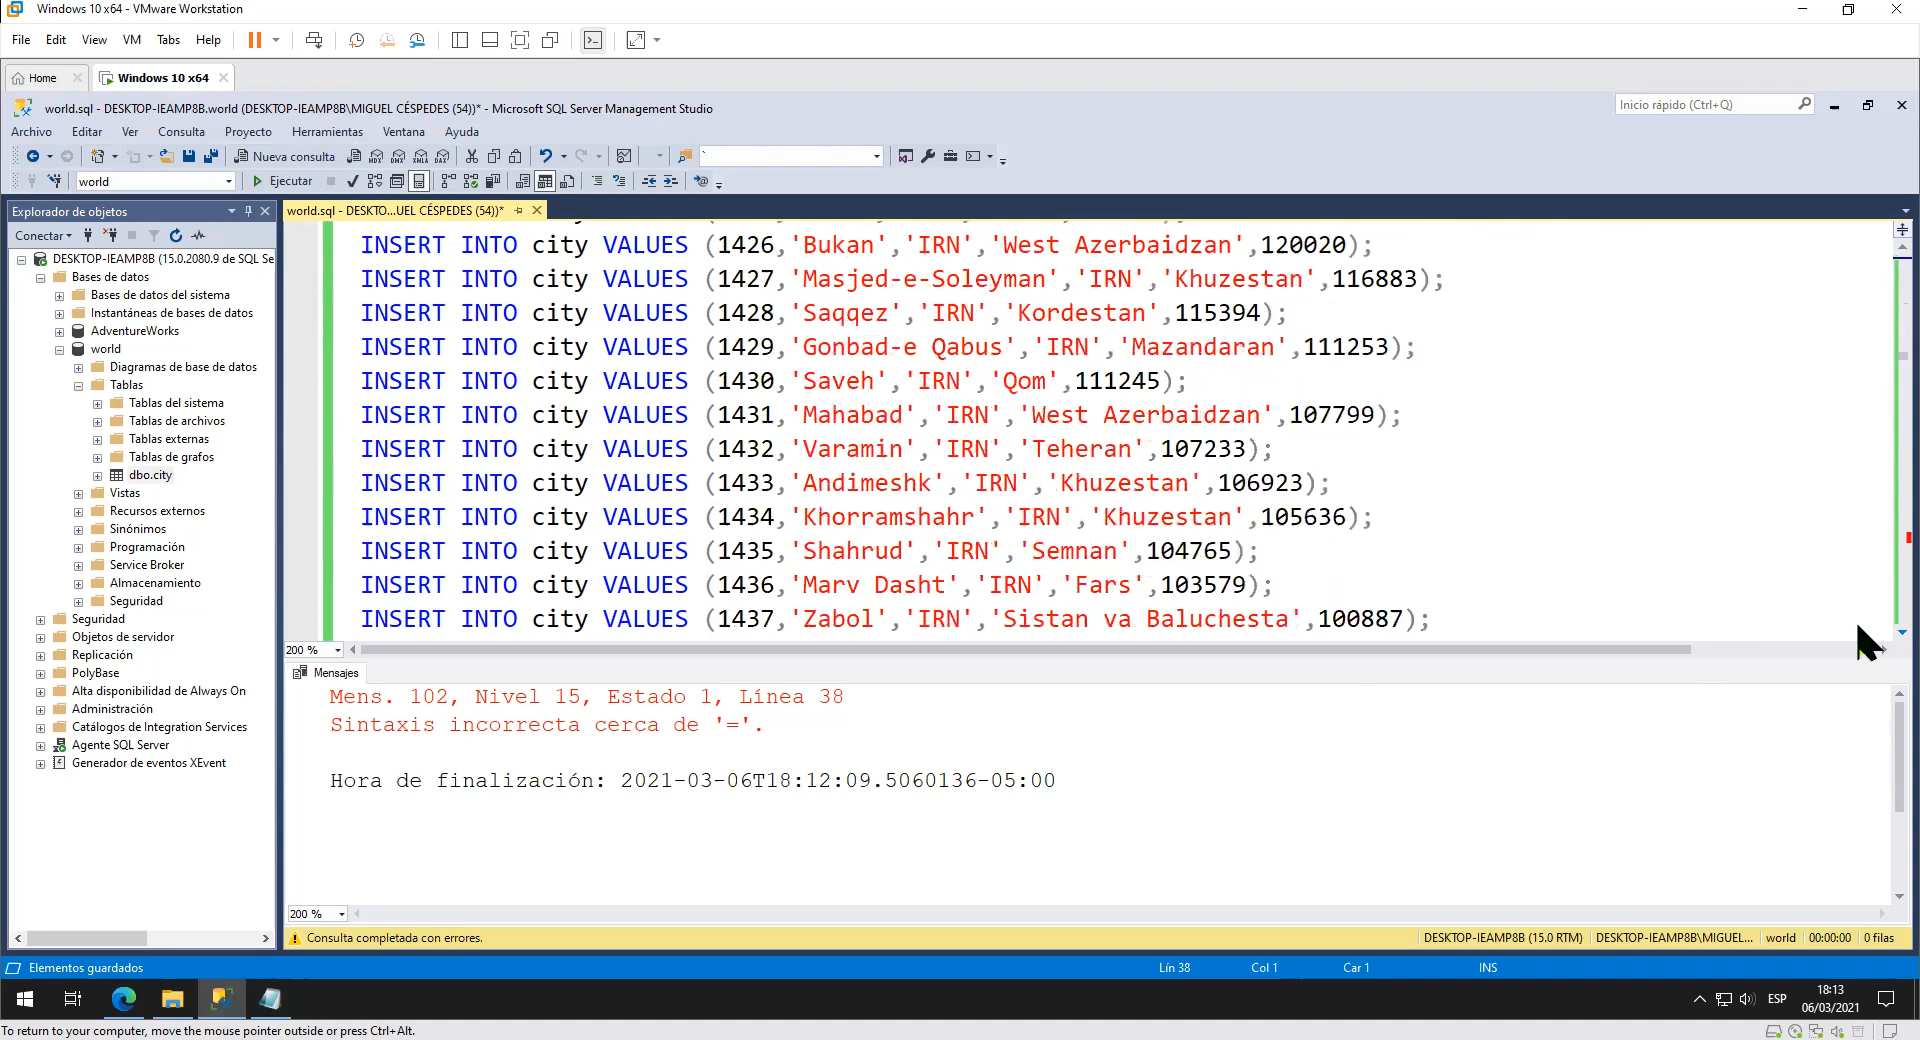 Windows 10 x64 - VMware Workstation
File Edit View VM Tabs Help
Home Windows 10 x64
world.sql - DESKTOP-IEAMP8B.world (DESKTOP-IEAMP8B\MIGUEL CÉSPEDES (54))* - Microsoft SQL Server Management Studio
Inicio rápido (Ctrl+Q)
Archivo Editar Ver Consulta Proyecto Herramientas Ventana Ayuda
Nueva consulta
world Ejecutar
Explorador de objetos
world.sql - DESKTO...UEL CÉSPEDES (54))*
Conectar
DESKTOP-IEAMP8B (15.0.2080.9 de SQL Se
Bases de datos
Bases de datos del sistema
Instantáneas de bases de datos
AdventureWorks
world
Diagramas de base de datos
Tablas
Tablas del sistema
Tablas de archivos
Tablas externas
Tablas de grafos
dbo.city
Vistas
Recursos externos
Sinónimos
Programación
Service Broker
Almacenamiento
Seguridad
Seguridad
Objetos de servidor
Replicación
PolyBase
Alta disponibilidad de Always On
Administración
Catálogos de Integration Services
Agente SQL Server
Generador de eventos XEvent
INSERT INTO city VALUES (1426,'Bukan','IRN','West Azerbaidzan',120020);
INSERT INTO city VALUES (1427,'Masjed-e-Soleyman','IRN','Khuzestan',116883);
INSERT INTO city VALUES (1428,'Saqqez','IRN','Kordestan',115394);
INSERT INTO city VALUES (1429,'Gonbad-e Qabus','IRN','Mazandaran',111253);
INSERT INTO city VALUES (1430,'Saveh','IRN','Qom',111245);
INSERT INTO city VALUES (1431,'Mahabad','IRN','West Azerbaidzan',107799);
INSERT INTO city VALUES (1432,'Varamin','IRN','Teheran',107233);
INSERT INTO city VALUES (1433,'Andimeshk','IRN','Khuzestan',106923);
INSERT INTO city VALUES (1434,'Khorramshahr','IRN','Khuzestan',105636);
INSERT INTO city VALUES (1435,'Shahrud','IRN','Semnan',104765);
INSERT INTO city VALUES (1436,'Marv Dasht','IRN','Fars',103579);
INSERT INTO city VALUES (1437,'Zabol','IRN','Sistan va Baluchesta',100887);
200 %
Mensajes
Mens. 102, Nivel 15, Estado 1, Línea 38
Sintaxis incorrecta cerca de '='.
Hora de finalización: 2021-03-06T18:12:09.5060136-05:00
200 %
Consulta completada con errores. DESKTOP-IEAMP8B (15.0 RTM) DESKTOP-IEAMP8B\MIGUEL... world 00:00:00 0 filas
Elementos guardados Lín 38 Col 1 Car 1 INS
ESP
18:13
06/03/2021
To return to your computer, move the mouse pointer outside or press Ctrl+Alt.